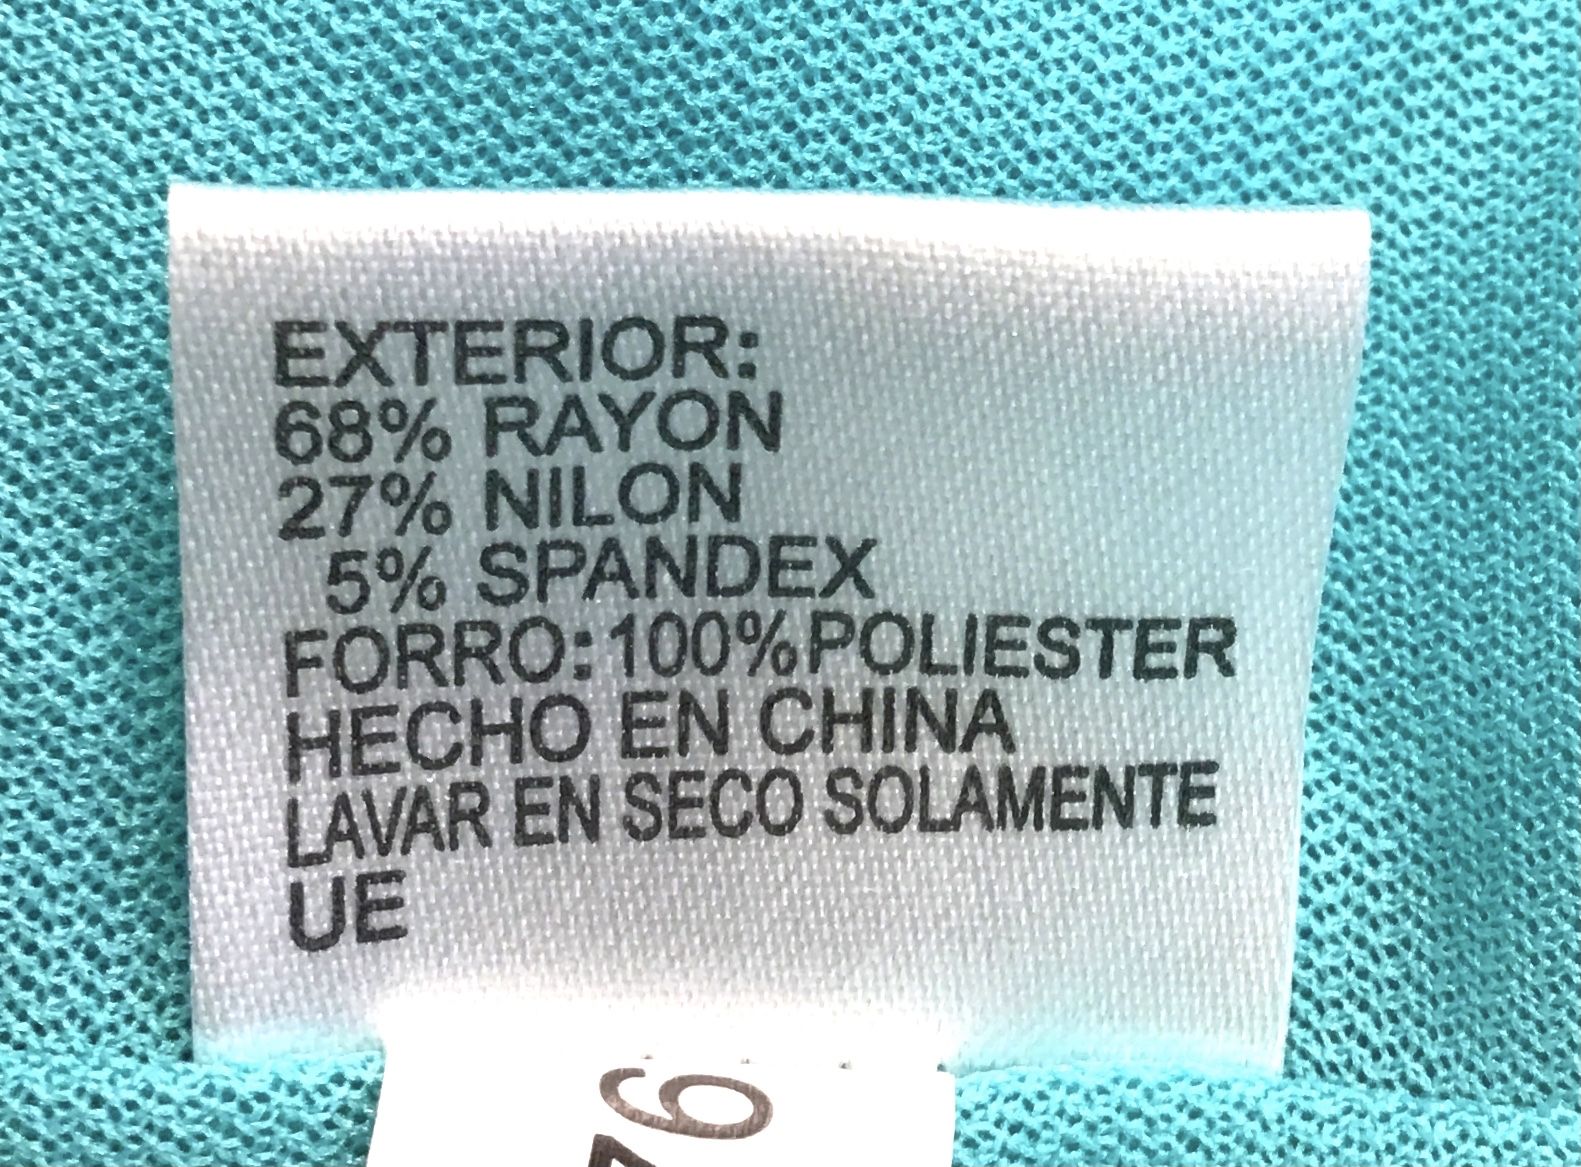 EXTERIOR:
68% RAYON
27% NILON
5% SPANDEX
FORRO: 100% POLIESTER
HECHO EN CHINA
LAVAR EN SECO SOLAMENTE
UE